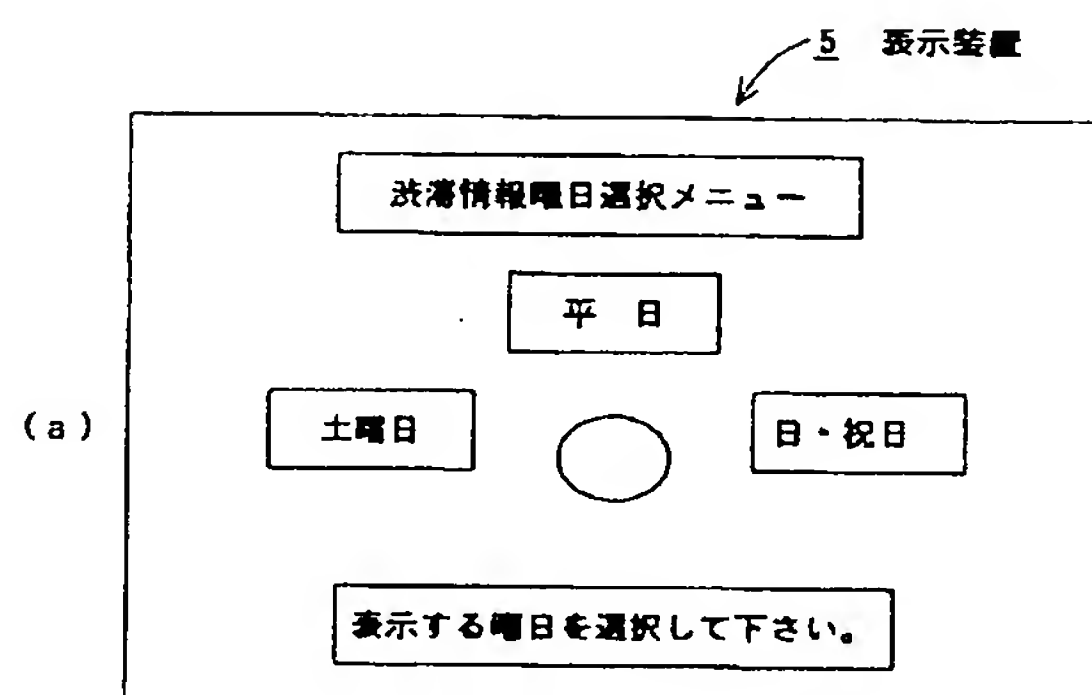 5 表示装置
渋滞情報曜日選択メニュー
平 日
(a)
土曜日
日・祝日
表示する曜日を選択して下さい。